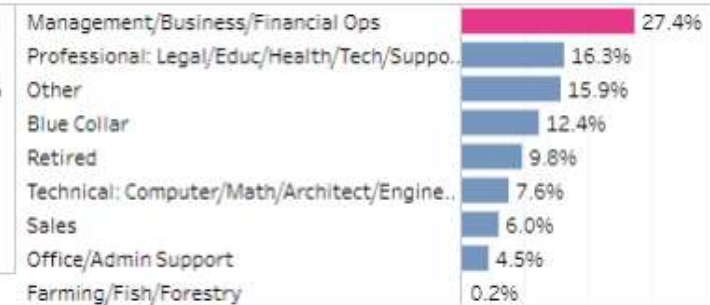 Management/Business/Financial Ops 27.4%
Professional: Legal/Educ/Health/Tech/Suppo.. 16.3%
Other 15.9%
Blue Collar 12.4%
Retired 9.8%
Technical: Computer/Math/Architect/Engine.. 7.6%
Sales 6.0%
Office/Admin Support 4.5%
Farming/Fish/Forestry 0.2%